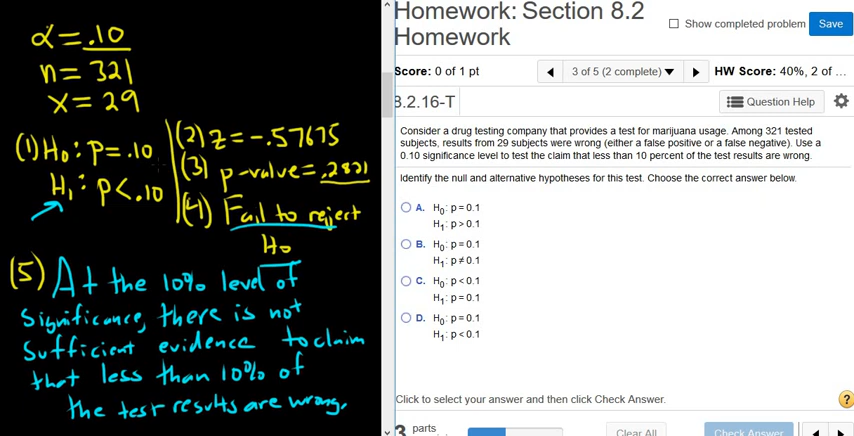 α = .10
n = 321
x = 29
(1) H₀: p = .10
H₁: p < .10
(2) z = -.57675
(3) p-value = .2821
(4) Fail to reject
H₀
(5) At the 10% level of
significance, there is not
sufficient evidence to claim
that less than 10% of
the test results are wrong.
Homework: Section 8.2
Homework
Show completed problem
Save
Score: 0 of 1 pt
3 of 5 (2 complete)
HW Score: 40%, 2 of ...
8.2.16-T
Question Help
Consider a drug testing company that provides a test for marijuana usage. Among 321 tested
subjects, results from 29 subjects were wrong (either a false positive or a false negative). Use a
0.10 significance level to test the claim that less than 10 percent of the test results are wrong.
Identify the null and alternative hypotheses for this test. Choose the correct answer below.
A. H₀: p = 0.1
H₁: p > 0.1
B. H₀: p = 0.1
H₁: p ≠ 0.1
C. H₀: p < 0.1
H₁: p = 0.1
D. H₀: p = 0.1
H₁: p < 0.1
Click to select your answer and then click Check Answer.
?
3 parts
Clear All
Check Answer